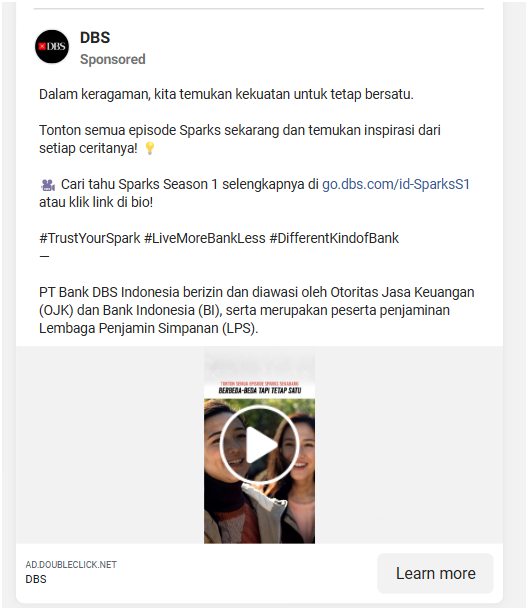 DBS
DBS
Sponsored
Dalam keragaman, kita temukan kekuatan untuk tetap bersatu.
Tonton semua episode Sparks sekarang dan temukan inspirasi dari
setiap ceritanya! 💡
🎥 Cari tahu Sparks Season 1 selengkapnya di go.dbs.com/id-SparksS1
atau klik link di bio!
#TrustYourSpark #LiveMoreBankLess #DifferentKindofBank
—
PT Bank DBS Indonesia berizin dan diawasi oleh Otoritas Jasa Keuangan
(OJK) dan Bank Indonesia (BI), serta merupakan peserta penjaminan
Lembaga Penjamin Simpanan (LPS).
TONTON SEMUA EPISODE SPARKS SEKARANG
BERBEDA-BEDA TAPI TETAP SATU
AD.DOUBLECLICK.NET
DBS
Learn more